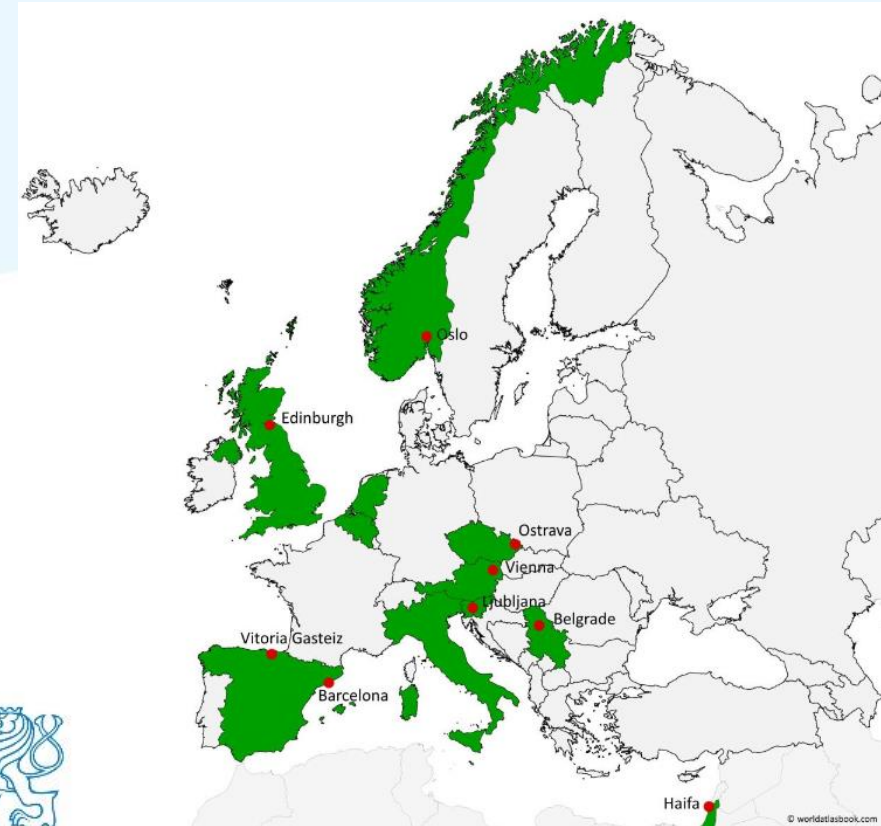 Oslo
Edinburgh
Ostrava
Vienna
Ljubljana
Belgrade
Vitoria Gasteiz
Barcelona
Haifa
© worldatlasbook.com